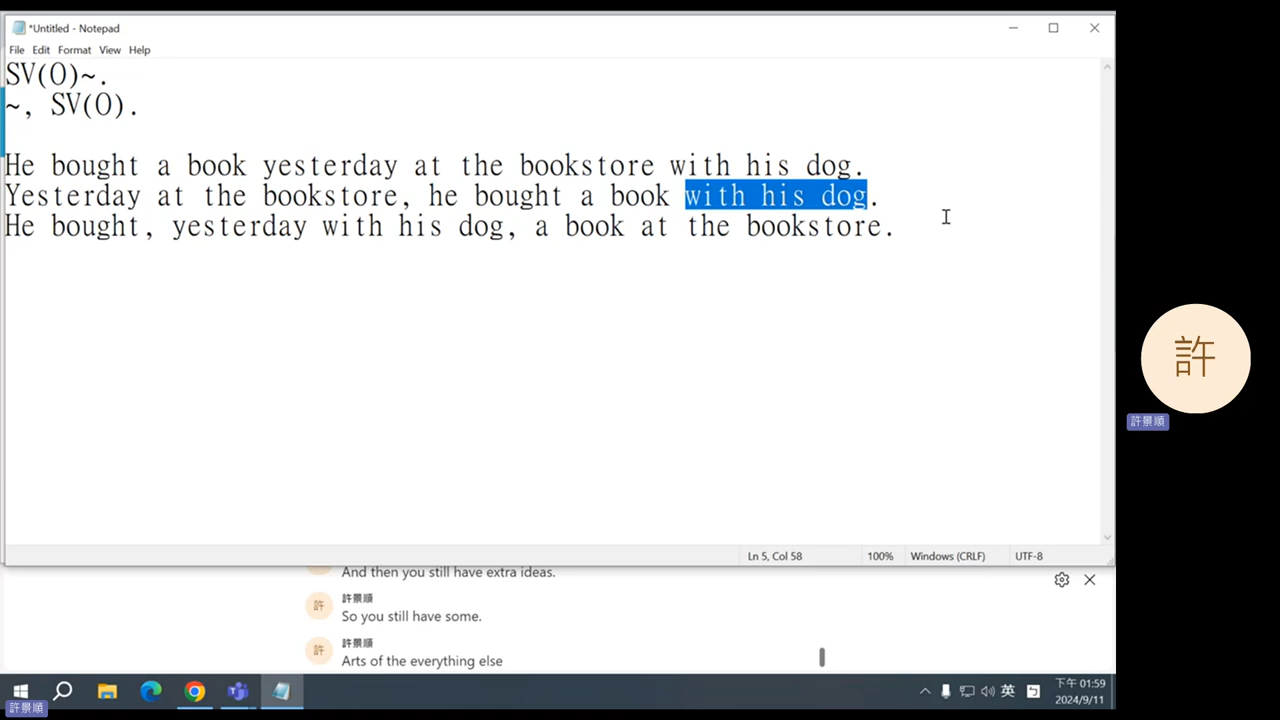 *Untitled - Notepad
File Edit Format View Help
SV(O)~.
~, SV(O).
He bought a book yesterday at the bookstore with his dog.
Yesterday at the bookstore, he bought a book with his dog.
He bought, yesterday with his dog, a book at the bookstore.
Ln 5, Col 58 100% Windows (CRLF) UTF-8
And then you still have extra ideas.
許 許景順
So you still have some.
許 許景順
Arts of the everything else
許
許景順
英 ㄅ 下午 01:59
2024/9/11
許景順